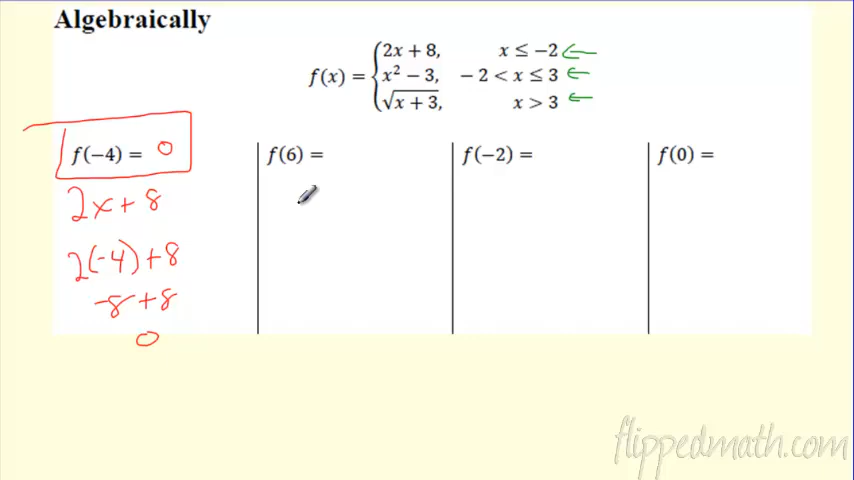 Algebraically
f(x) = { 2x + 8, x ≤ −2
x² − 3, − 2 < x ≤ 3
√(x + 3), x > 3
f(−4) = 0
f(6) =
f(−2) =
f(0) =
2x + 8
2(-4) + 8
-8 + 8
0
flippedmath.com